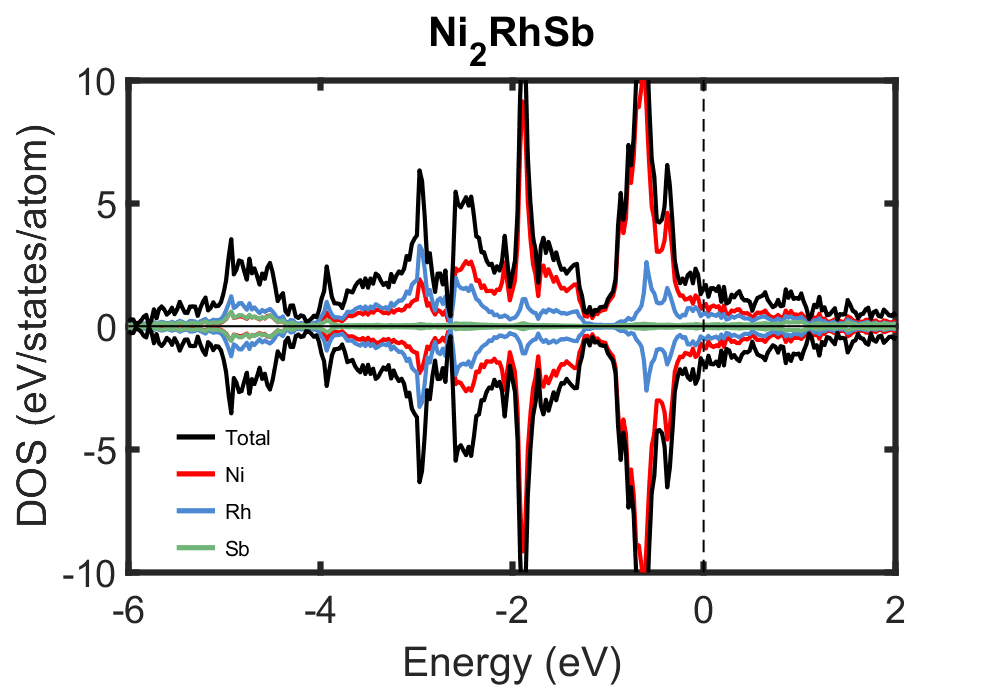 Ni2RhSb
DOS (eV/states/atom)
10
5
0
-5
-10
Total
Ni
Rh
Sb
-6 -4 -2 0 2
Energy (eV)